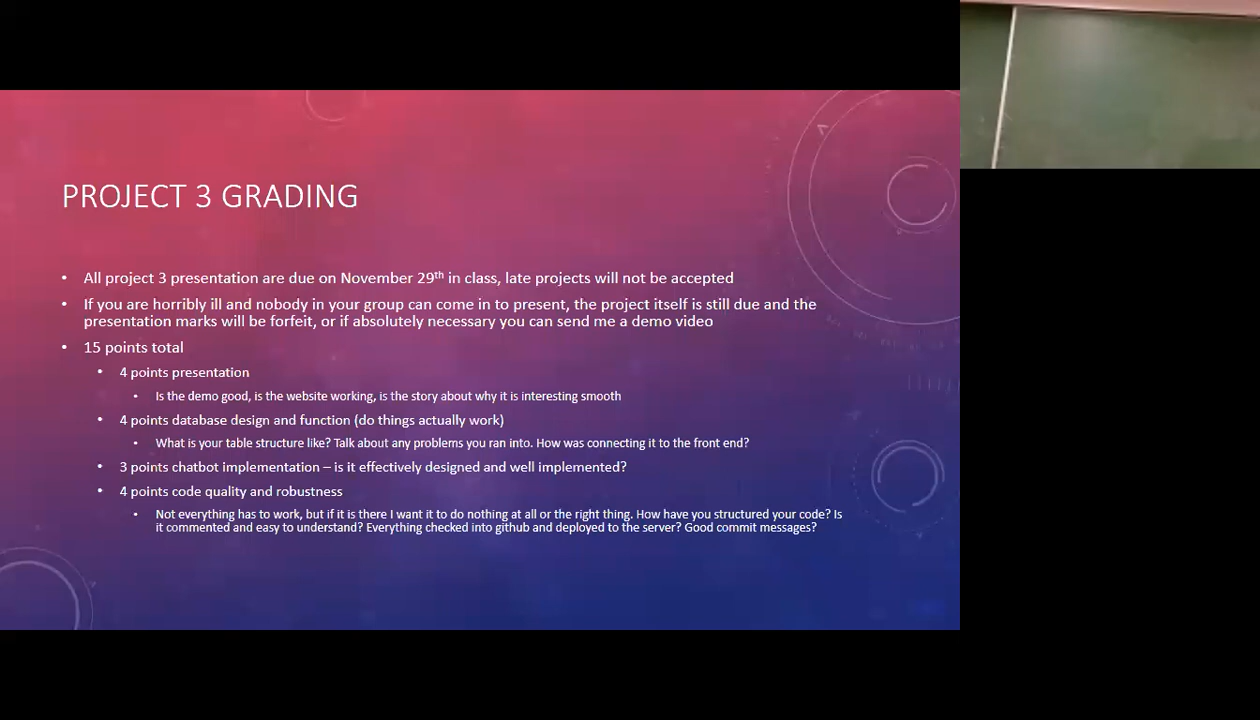 PROJECT 3 GRADING
• All project 3 presentation are due on November 29th in class, late projects will not be accepted
• If you are horribly ill and nobody in your group can come in to present, the project itself is still due and the
presentation marks will be forfeit, or if absolutely necessary you can send me a demo video
• 15 points total
• 4 points presentation
• Is the demo good, is the website working, is the story about why it is interesting smooth
• 4 points database design and function (do things actually work)
• What is your table structure like? Talk about any problems you ran into. How was connecting it to the front end?
• 3 points chatbot implementation – is it effectively designed and well implemented?
• 4 points code quality and robustness
• Not everything has to work, but if it is there I want it to do nothing at all or the right thing. How have you structured your code? Is
it commented and easy to understand? Everything checked into github and deployed to the server? Good commit messages?